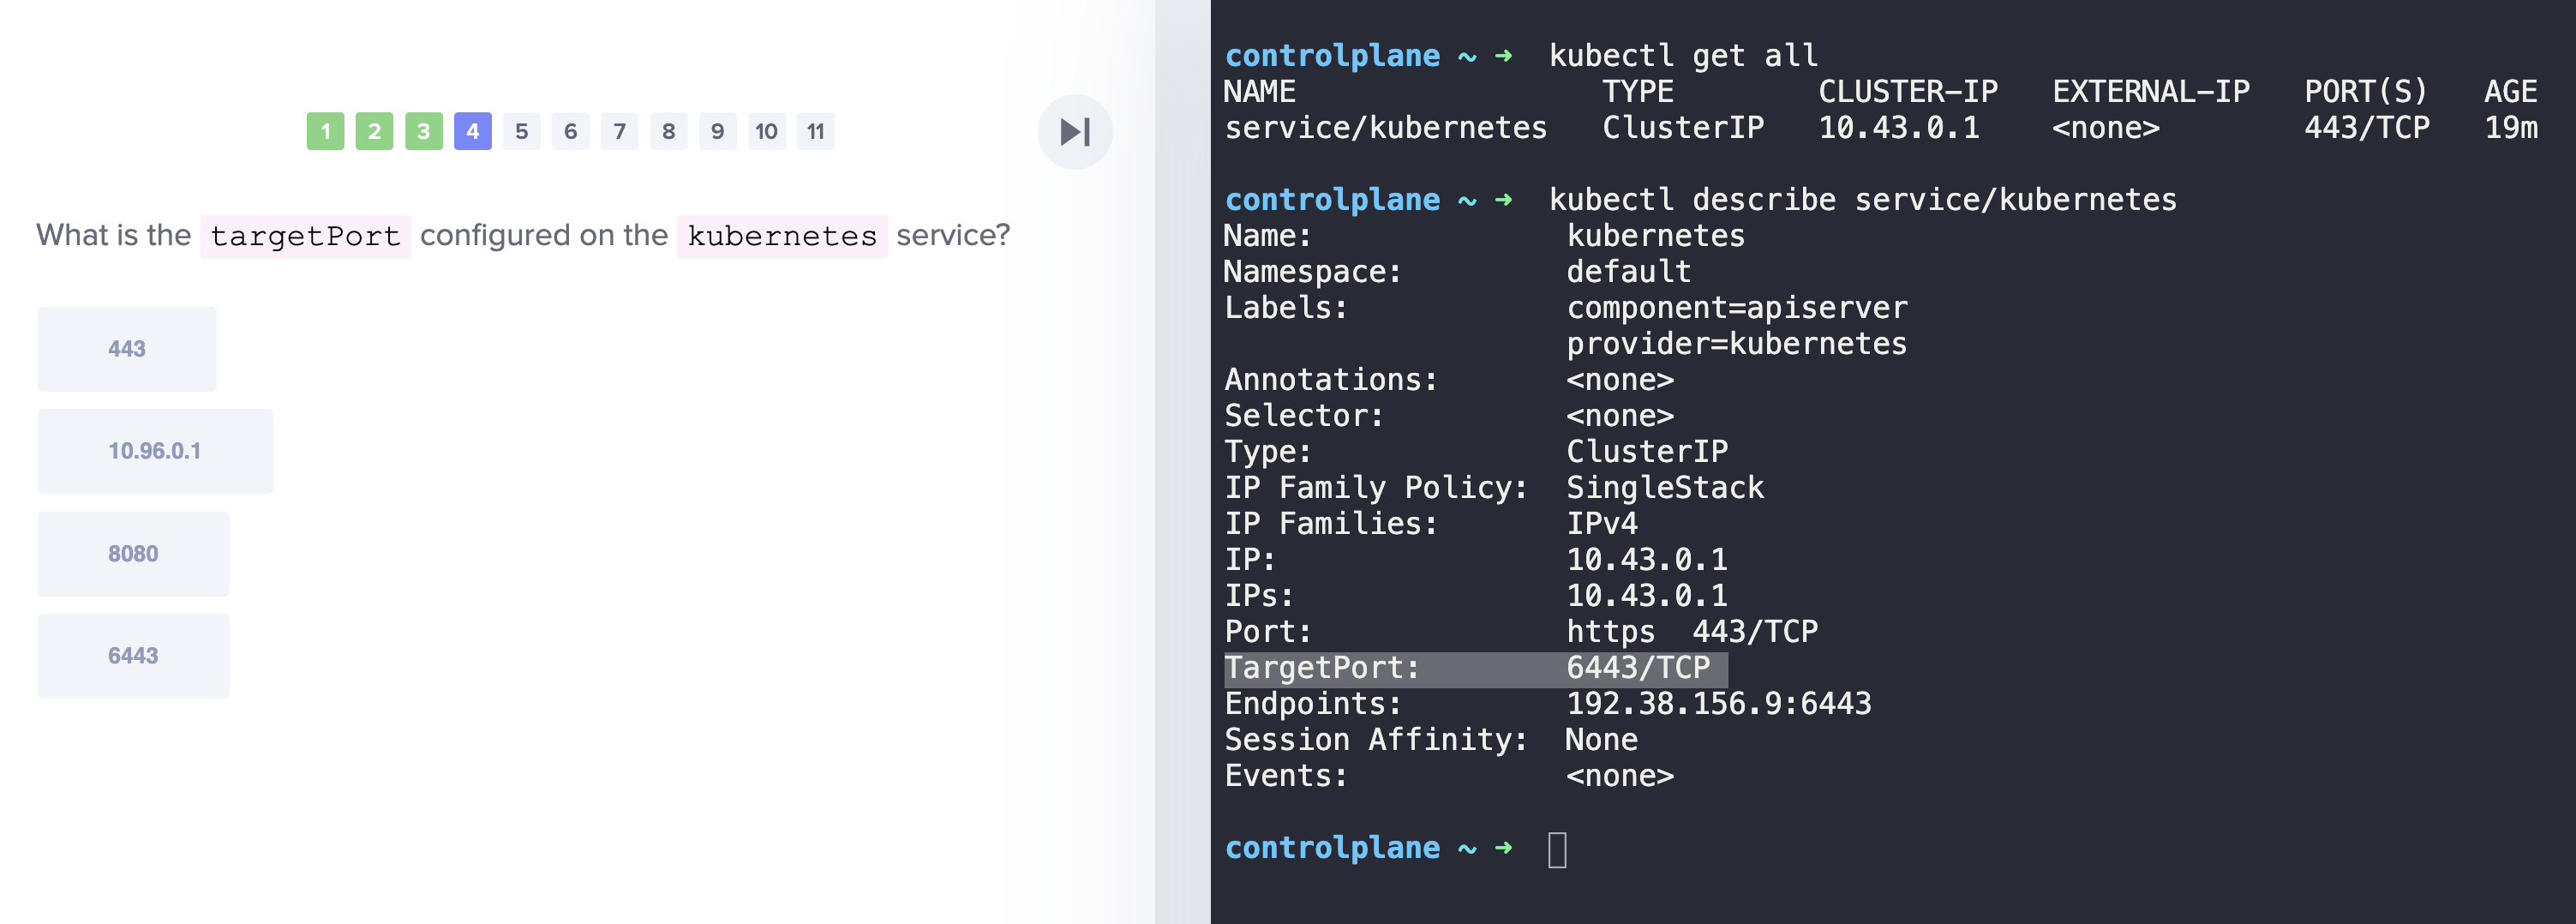 1 2 3 4 5 6 7 8 9 10 11
What is the targetPort configured on the kubernetes service?
443
10.96.0.1
8080
6443
controlplane ~ ➜  kubectl get all
NAME                 TYPE        CLUSTER-IP   EXTERNAL-IP   PORT(S)   AGE
service/kubernetes   ClusterIP   10.43.0.1    <none>        443/TCP   19m
controlplane ~ ➜  kubectl describe service/kubernetes
Name:              kubernetes
Namespace:         default
Labels:            component=apiserver
                   provider=kubernetes
Annotations:       <none>
Selector:          <none>
Type:              ClusterIP
IP Family Policy:  SingleStack
IP Families:       IPv4
IP:                10.43.0.1
IPs:               10.43.0.1
Port:              https  443/TCP
TargetPort:        6443/TCP
Endpoints:         192.38.156.9:6443
Session Affinity:  None
Events:            <none>
controlplane ~ ➜